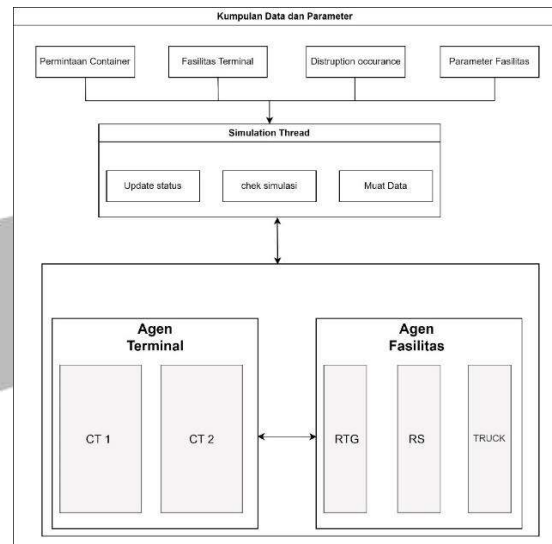 Kumpulan Data dan Parameter
Permintaan Container
Fasilitas Terminal
Distruption occurance
Parameter Fasilitas
Simulation Thread
Update status
chek simulasi
Muat Data
Agen
Terminal
Agen
Fasilitas
CT 1
CT 2
RTG
RS
TRUCK